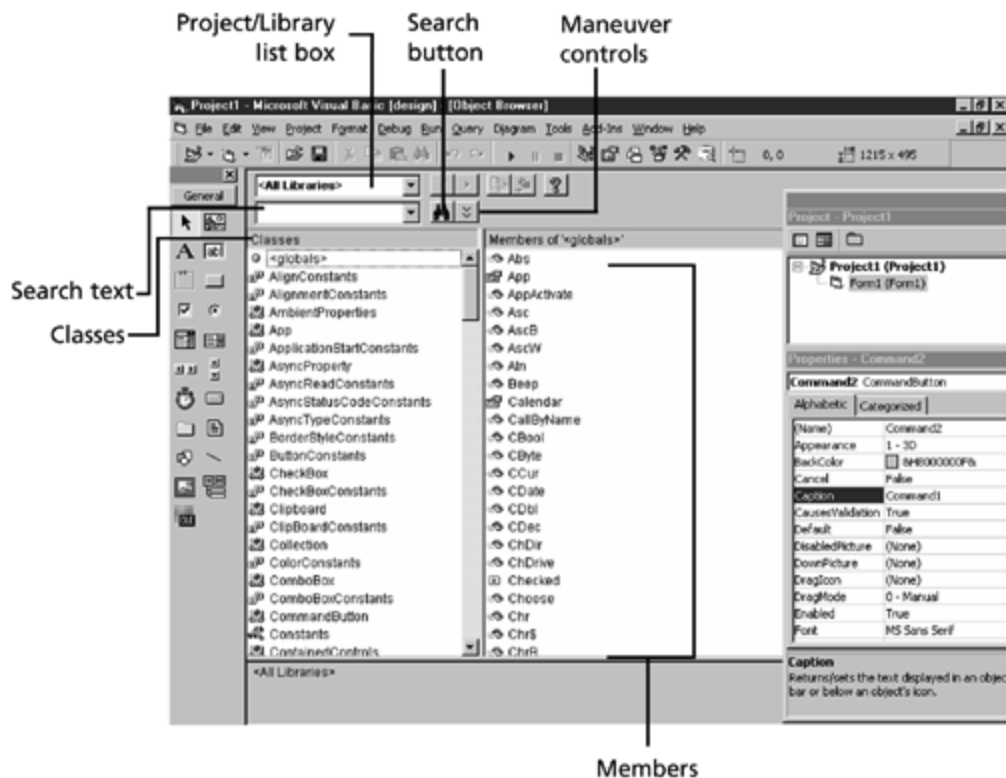 Project/Library list box
Search button
Maneuver controls
Project1 - Microsoft Visual Basic [design] - [Object Browser]
File Edit View Project Format Debug Run Query Diagram Tools Add-Ins Window Help
0,0 1215 x 495
General
<All Libraries>
Search text
Classes
Classes
<globals>
AlignConstants
AlignmentConstants
AmbientProperties
App
ApplicationStartConstants
AsyncProperty
AsyncReadConstants
AsyncStatusCodeConstants
AsyncTypeConstants
BorderStyleConstants
ButtonConstants
CheckBox
CheckBoxConstants
Clipboard
ClipBoardConstants
Collection
ColorConstants
ComboBox
ComboBoxConstants
CommandButton
Constants
ContainedControls
Members of '<globals>'
Abs
App
AppActivate
Asc
AscB
AscW
Atn
Beep
Calendar
CallByName
CBool
CByte
CCur
CDate
CDbl
CDec
ChDir
ChDrive
Checked
Choose
Chr
Chr$
ChrB
<All Libraries>
Members
Project - Project1
Project1 (Project1)
Form1 (Form1)
Properties - Command2
Command2 CommandButton
Alphabetic Categorized
(Name) Command2
Appearance 1 - 3D
BackColor &H8000000F&
Cancel False
Caption Command1
CausesValidation True
Default False
DisabledPicture (None)
DownPicture (None)
DragIcon (None)
DragMode 0 - Manual
Enabled True
Font MS Sans Serif
Caption
Returns/sets the text displayed in an objec
bar or below an object's icon.